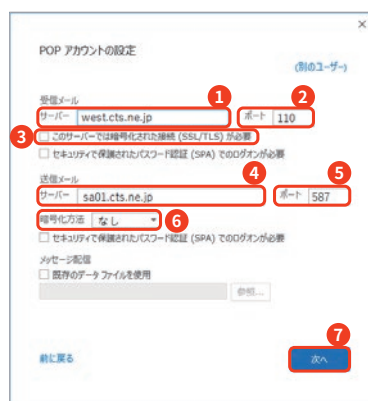 ×
POP アカウントの設定
(別のユーザー)
受信メール
1 2
サーバー west.cts.ne.jp ポート 110
3 □ このサーバーでは暗号化された接続 (SSL/TLS) が必要
□ セキュリティで保護されたパスワード認証 (SPA) でのログオンが必要
送信メール
4 5
サーバー sa01.cts.ne.jp ポート 587
暗号化方法 なし 6
□ セキュリティで保護されたパスワード認証 (SPA) でのログオンが必要
メッセージ配信
□ 既存のデータ ファイルを使用
参照...
7
前に戻る 次へ